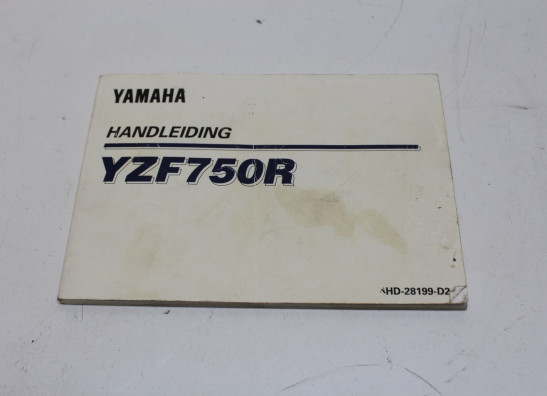 YAMAHA
HANDLEIDING
YZF750R
HD-28199-D2